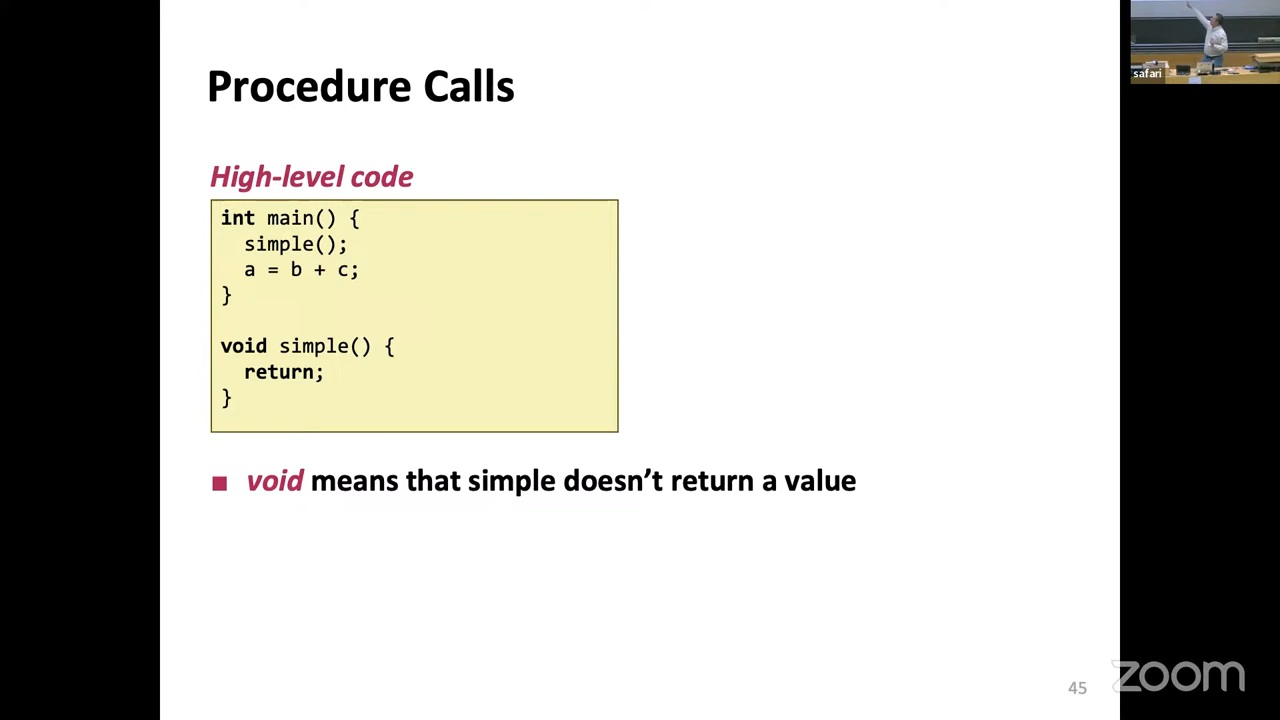 Procedure Calls
safari
High-level code
int main() {
  simple();
  a = b + c;
}
void simple() {
  return;
}
■ void means that simple doesn’t return a value
45
zoom